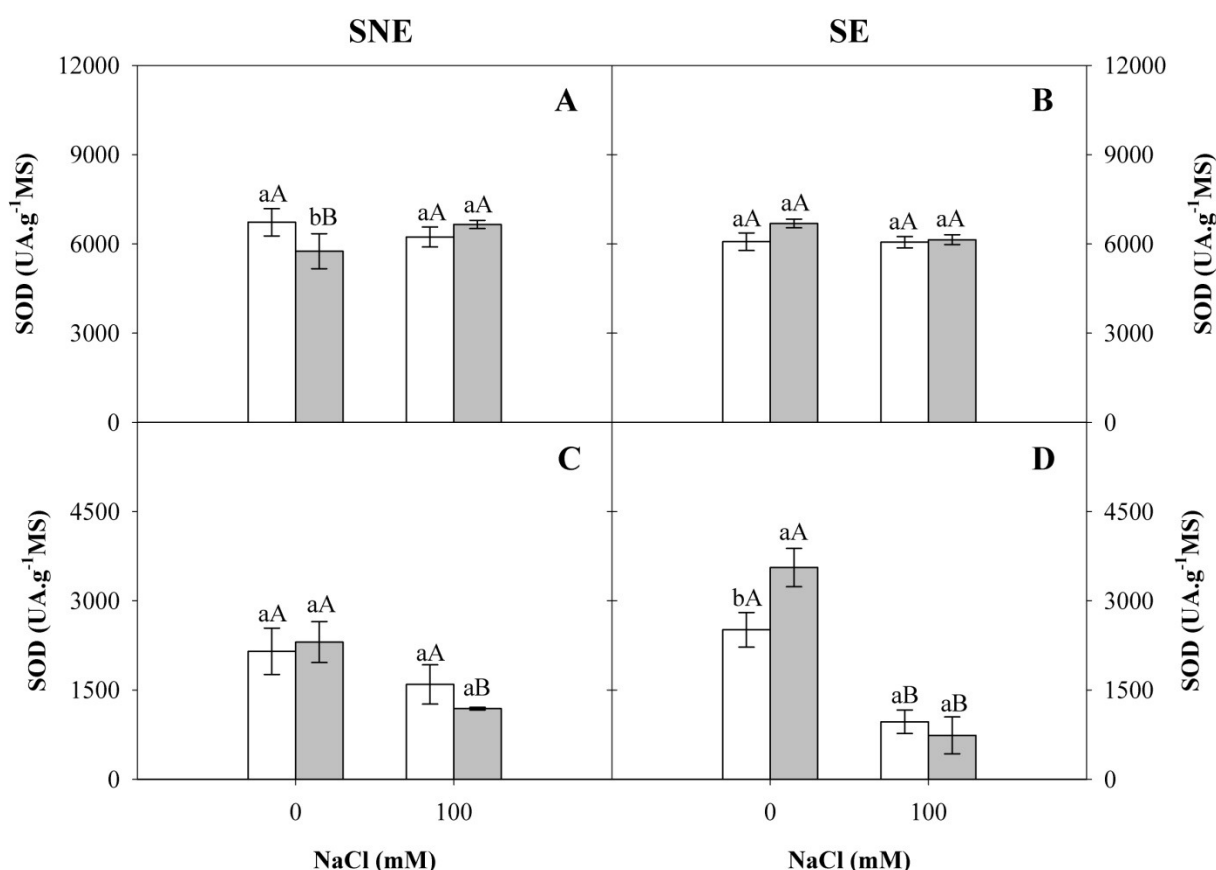 SNE SE
12000 12000
A B
9000 9000
SOD (UA.g⁻¹MS) SOD (UA.g⁻¹MS)
aA bB aA aA aA aA aA aA
6000 6000
3000 3000
0 0
C D
4500 4500
SOD (UA.g⁻¹MS) SOD (UA.g⁻¹MS)
aA aA aA aB bA aA aB aB
3000 3000
1500 1500
0 0
0 100 0 100
NaCl (mM) NaCl (mM)